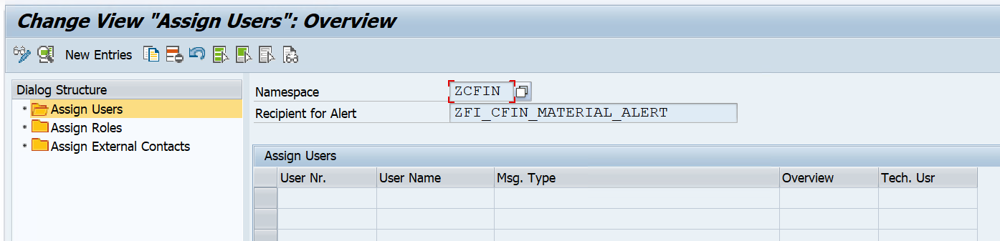 Change View "Assign Users": Overview
New Entries
Dialog Structure
Assign Users
Assign Roles
Assign External Contacts
Namespace ZCFIN
Recipient for Alert ZFI_CFIN_MATERIAL_ALERT
Assign Users
User Nr. User Name Msg. Type Overview Tech. Usr